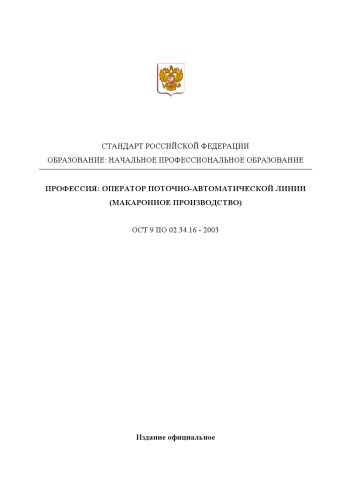 СТАНДАРТ РОССИЙСКОЙ ФЕДЕРАЦИИ
ОБРАЗОВАНИЕ: НАЧАЛЬНОЕ ПРОФЕССИОНАЛЬНОЕ ОБРАЗОВАНИЕ
ПРОФЕССИЯ: ОПЕРАТОР ПОТОЧНО-АВТОМАТИЧЕСКОЙ ЛИНИИ
(МАКАРОННОЕ ПРОИЗВОДСТВО)
ОСТ 9 ПО 02.34.16 - 2003
Издание официальное